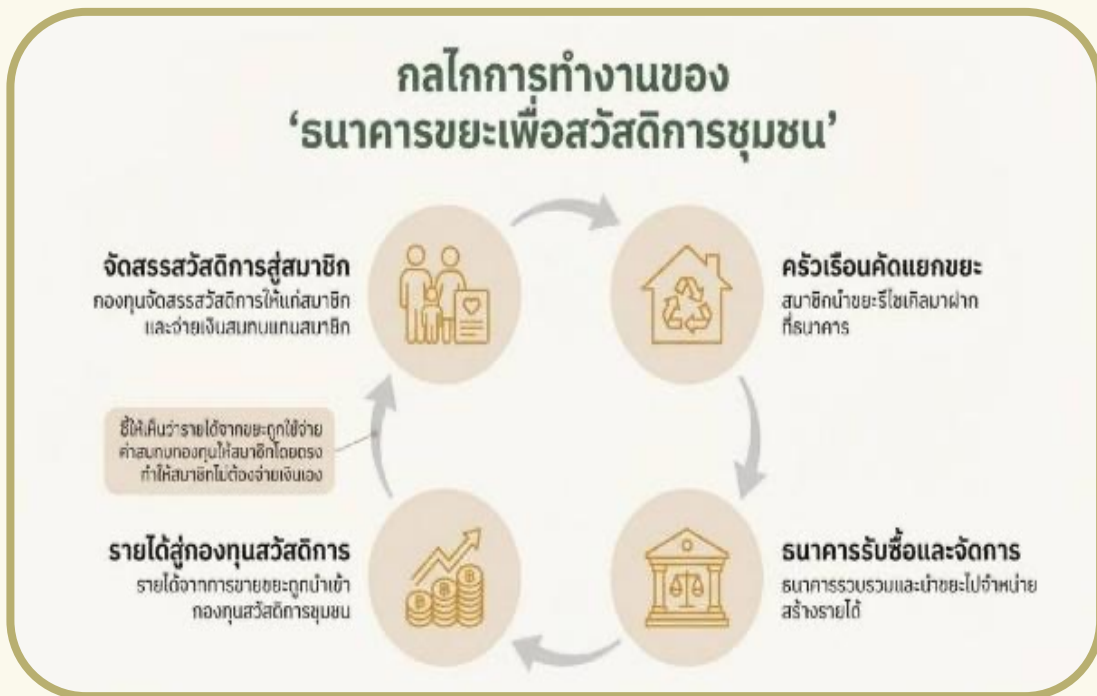 กลไกการทำงานของ
‘ธนาคารขยะเพื่อสวัสดิการชุมชน’
จัดสรรสวัสดิการสู่สมาชิก
กองทุนจัดสรรสวัสดิการให้แก่สมาชิก
และจ่ายเงินสมทบแทนสมาชิก
ครัวเรือนคัดแยกขยะ
สมาชิกนำขยะรีไซเคิลมาฝาก
ที่ธนาคาร
ชี้ให้เห็นว่ารายได้จากขยะถูกใช้จ่าย
ค่าสมทบกองทุนให้สมาชิกโดยตรง
ทำให้สมาชิกไม่ต้องจ่ายเงินเอง
รายได้สู่กองทุนสวัสดิการ
รายได้จากการขายขยะถูกนำเข้า
กองทุนสวัสดิการชุมชน
ธนาคารรับซื้อและจัดการ
ธนาคารรวบรวมและนำขยะไปจำหน่าย
สร้างรายได้